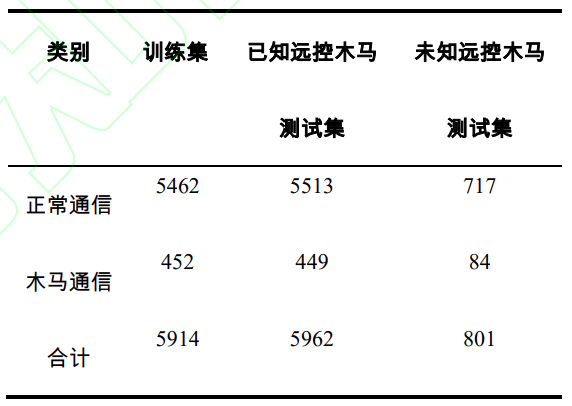 类别 训练集 已知远控木马 未知远控木马
测试集 测试集
正常通信 5462 5513 717
木马通信 452 449 84
合计 5914 5962 801